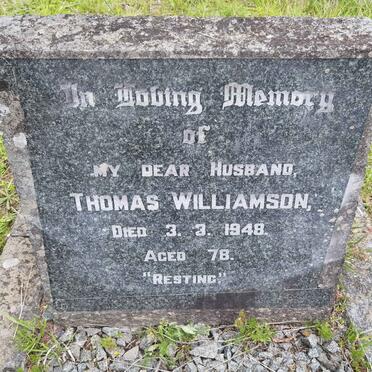 In Loving Memory
of
MY DEAR HUSBAND,
THOMAS WILLIAMSON,
DIED 3. 3. 1948.
AGED 78.
"RESTING."